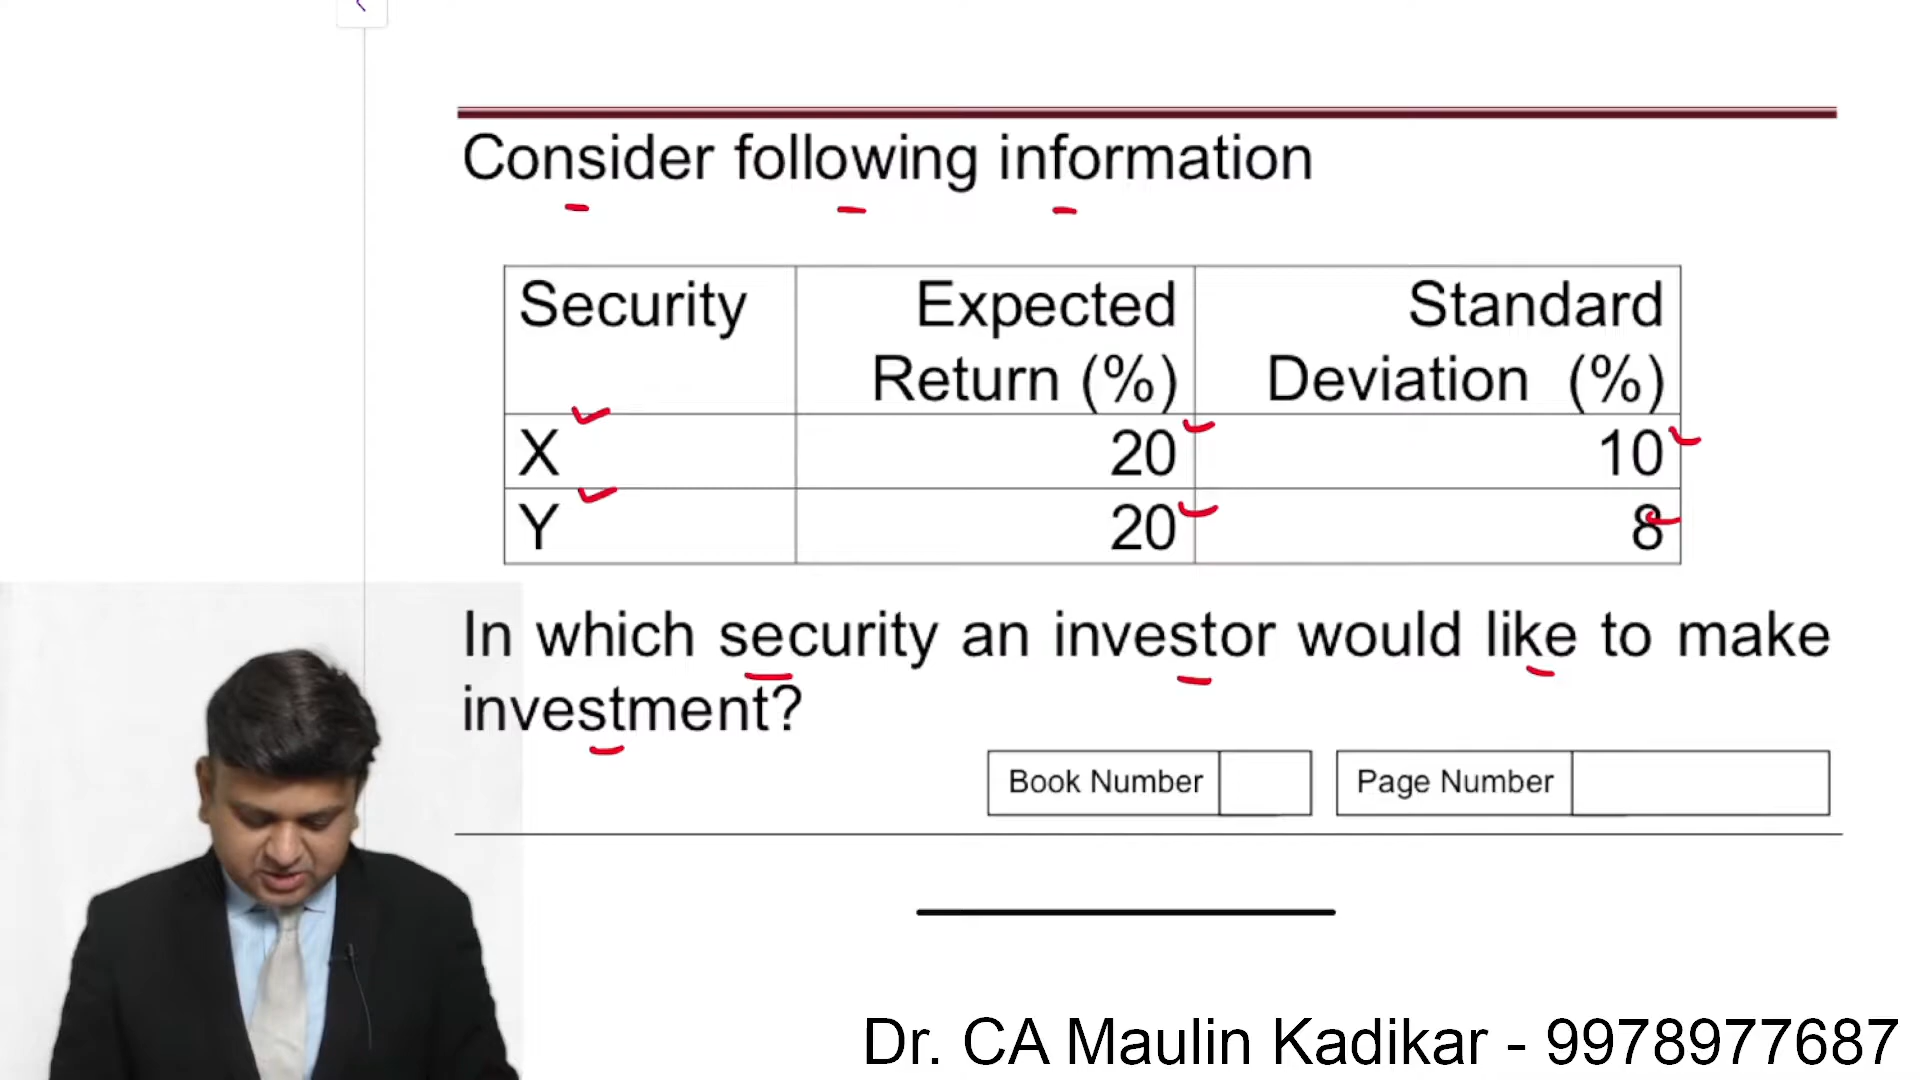 Consider following information
Security Expected Standard
Return (%) Deviation (%)
X 20 10
Y 20 8
In which security an investor would like to make
investment?
Book Number Page Number
Dr. CA Maulin Kadikar - 9978977687